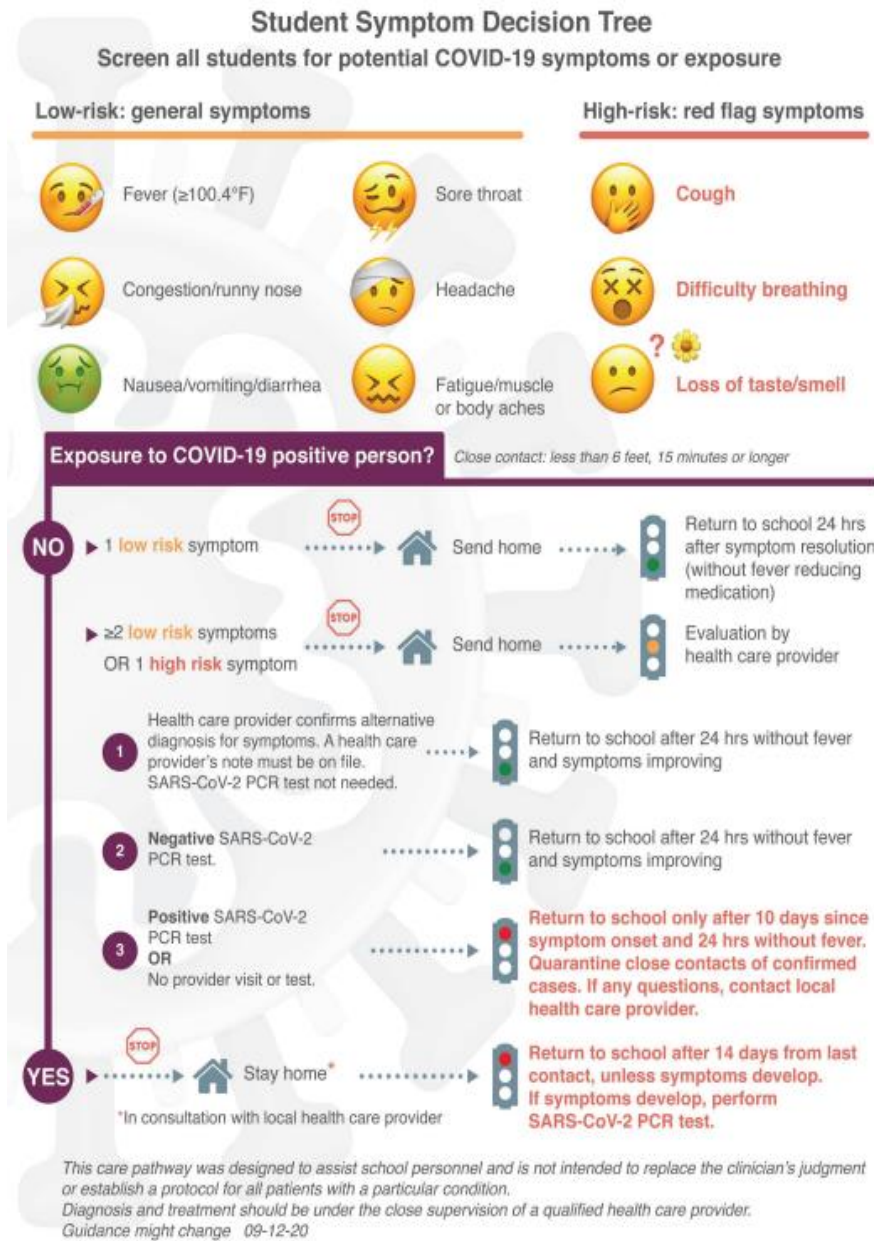 Student Symptom Decision Tree
Screen all students for potential COVID-19 symptoms or exposure
Low-risk: general symptoms
High-risk: red flag symptoms
Fever (≥100.4°F)
Sore throat
Cough
Congestion/runny nose
Headache
Difficulty breathing
?
Nausea/vomiting/diarrhea
Fatigue/muscle
or body aches
Loss of taste/smell
Exposure to COVID-19 positive person?
Close contact: less than 6 feet, 15 minutes or longer
NO
1 low risk symptom
STOP
Send home
Return to school 24 hrs
after symptom resolution
(without fever reducing
medication)
≥2 low risk symptoms
OR 1 high risk symptom
STOP
Send home
Evaluation by
health care provider
1
Health care provider confirms alternative
diagnosis for symptoms. A health care
provider's note must be on file.
SARS-CoV-2 PCR test not needed.
Return to school after 24 hrs without fever
and symptoms improving
2
Negative SARS-CoV-2
PCR test.
Return to school after 24 hrs without fever
and symptoms improving
3
Positive SARS-CoV-2
PCR test
OR
No provider visit or test.
Return to school only after 10 days since
symptom onset and 24 hrs without fever.
Quarantine close contacts of confirmed
cases. If any questions, contact local
health care provider.
YES
STOP
Stay home*
*In consultation with local health care provider
Return to school after 14 days from last
contact, unless symptoms develop.
If symptoms develop, perform
SARS-CoV-2 PCR test.
This care pathway was designed to assist school personnel and is not intended to replace the clinician's judgment
or establish a protocol for all patients with a particular condition.
Diagnosis and treatment should be under the close supervision of a qualified health care provider.
Guidance might change 09-12-20